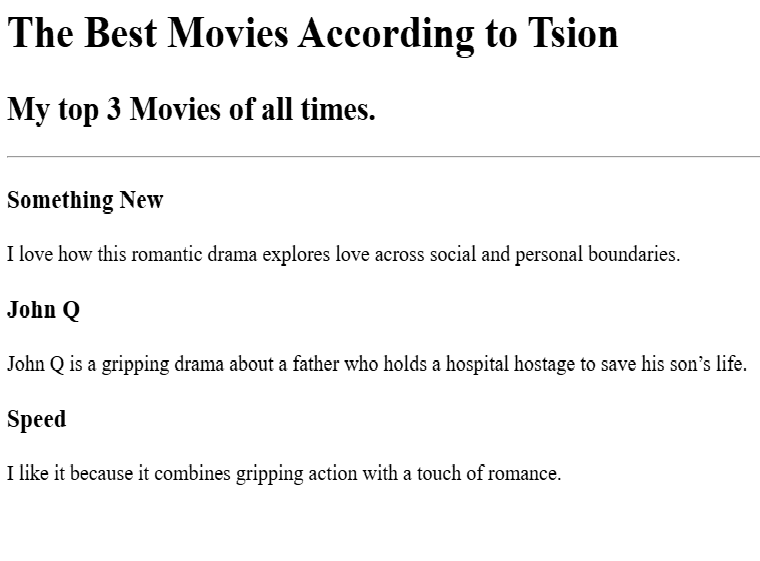 The Best Movies According to Tsion
My top 3 Movies of all times.
Something New
I love how this romantic drama explores love across social and personal boundaries.
John Q
John Q is a gripping drama about a father who holds a hospital hostage to save his son’s life.
Speed
I like it because it combines gripping action with a touch of romance.